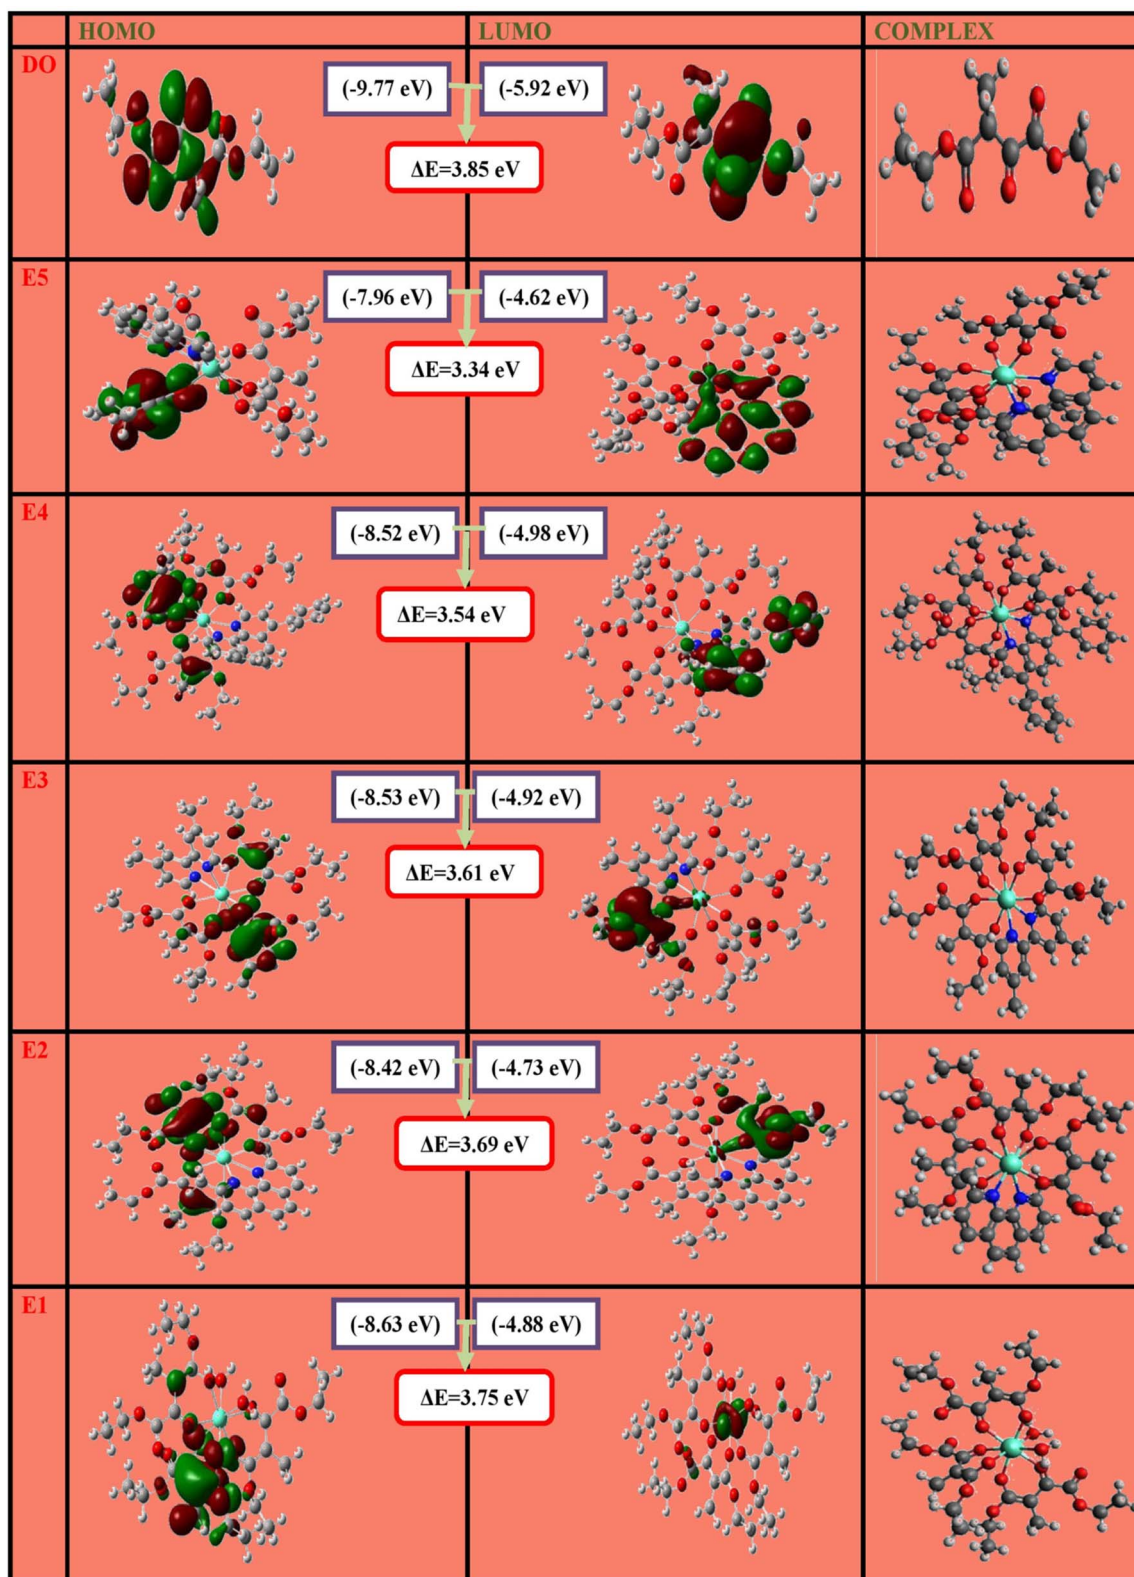 HOMO LUMO COMPLEX
DO
(-9.77 eV) (-5.92 eV)
ΔE=3.85 eV
E5
(-7.96 eV) (-4.62 eV)
ΔE=3.34 eV
E4
(-8.52 eV) (-4.98 eV)
ΔE=3.54 eV
E3
(-8.53 eV) (-4.92 eV)
ΔE=3.61 eV
E2
(-8.42 eV) (-4.73 eV)
ΔE=3.69 eV
E1
(-8.63 eV) (-4.88 eV)
ΔE=3.75 eV